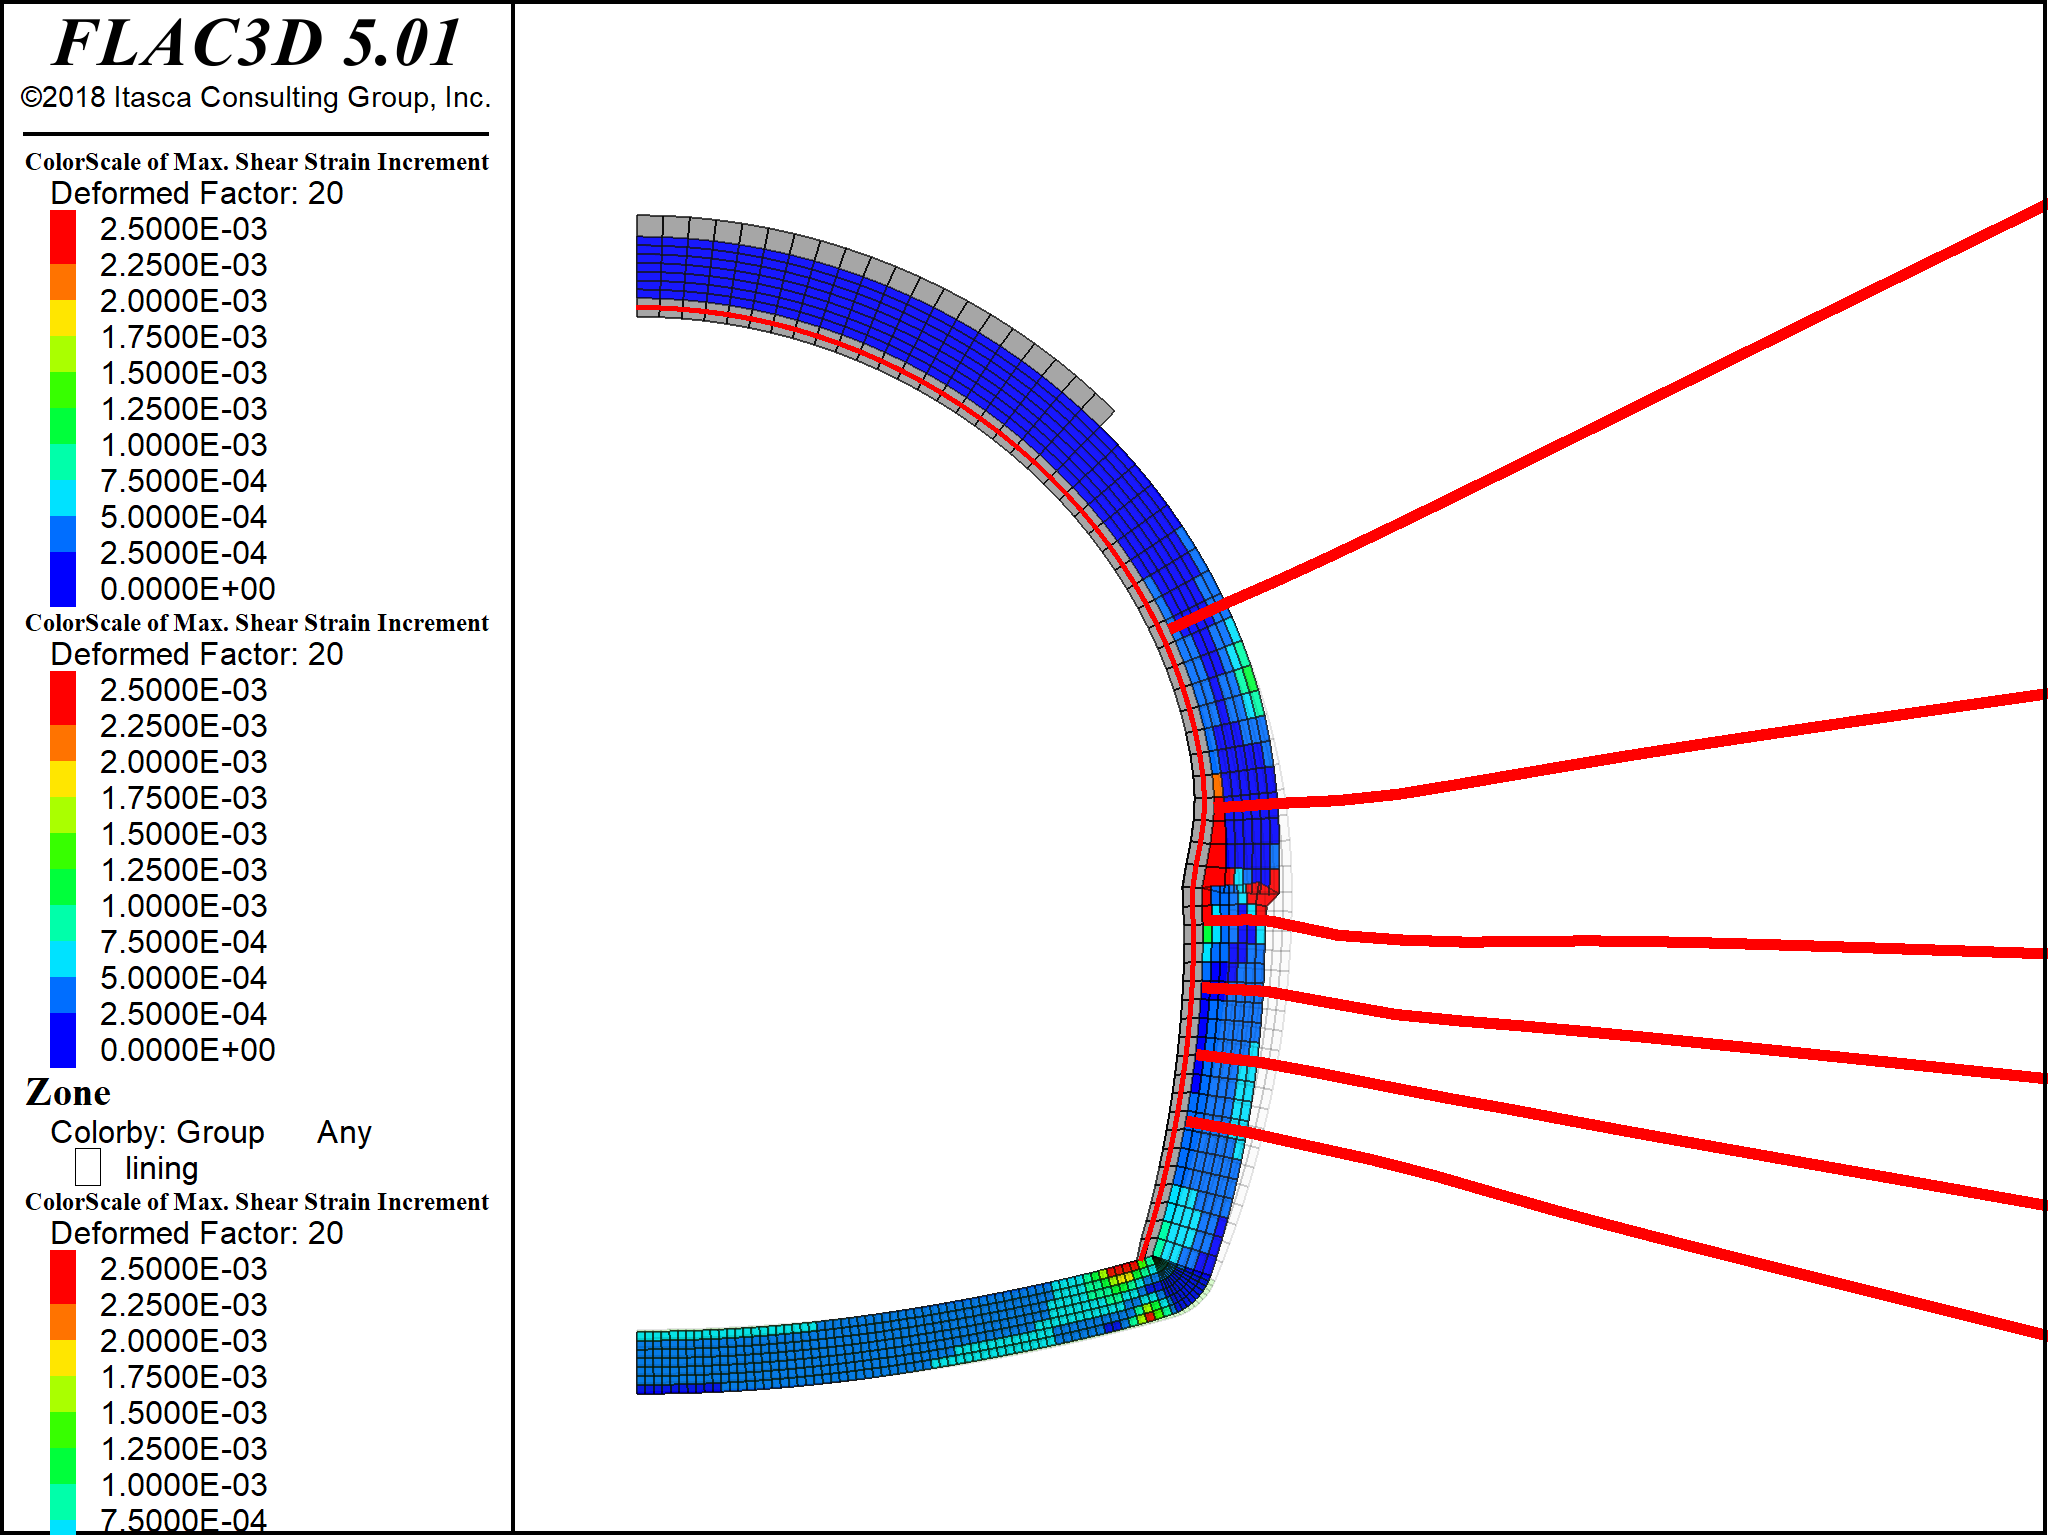 FLAC3D 5.01
©2018 Itasca Consulting Group, Inc.
ColorScale of Max. Shear Strain Increment
Deformed Factor: 20
2.5000E-03
2.2500E-03
2.0000E-03
1.7500E-03
1.5000E-03
1.2500E-03
1.0000E-03
7.5000E-04
5.0000E-04
2.5000E-04
0.0000E+00
ColorScale of Max. Shear Strain Increment
Deformed Factor: 20
2.5000E-03
2.2500E-03
2.0000E-03
1.7500E-03
1.5000E-03
1.2500E-03
1.0000E-03
7.5000E-04
5.0000E-04
2.5000E-04
0.0000E+00
Zone
Colorby: Group Any
lining
ColorScale of Max. Shear Strain Increment
Deformed Factor: 20
2.5000E-03
2.2500E-03
2.0000E-03
1.7500E-03
1.5000E-03
1.2500E-03
1.0000E-03
7.5000E-04